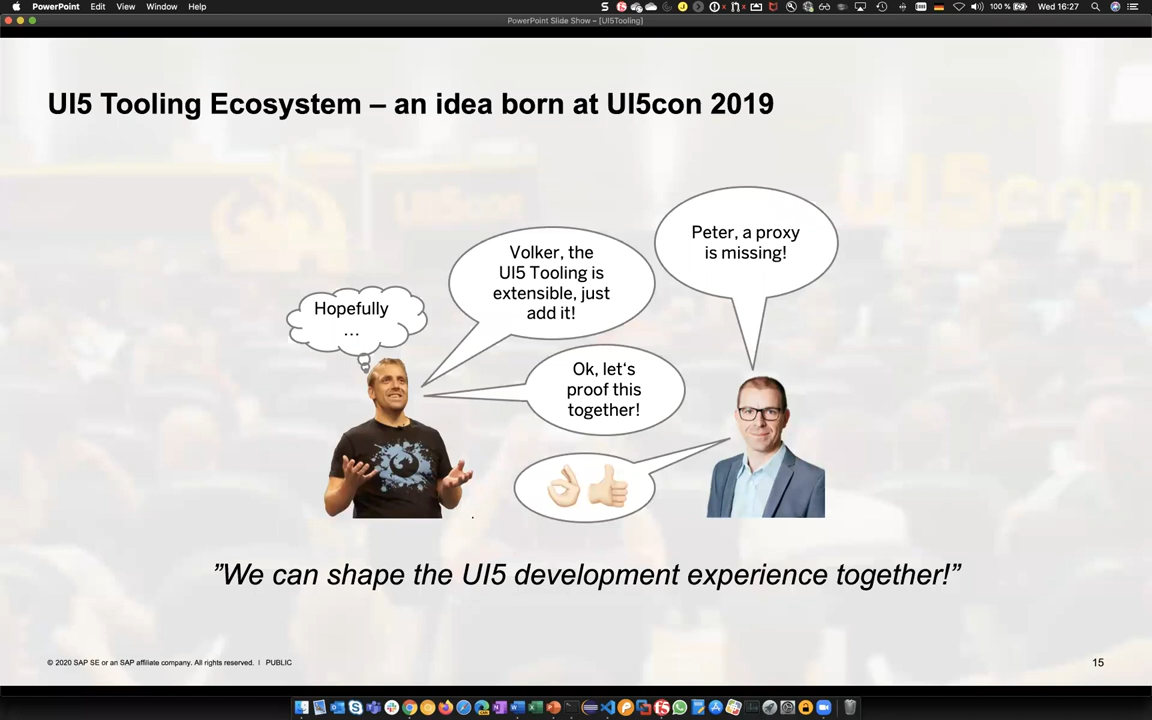 PowerPoint Edit View Window Help
100 % Wed 16:27
PowerPoint Slide Show – [UI5Tooling]
UI5 Tooling Ecosystem – an idea born at UI5con 2019
Peter, a proxy
is missing!
Volker, the
UI5 Tooling is
extensible, just
add it!
Hopefully
...
Ok, let‘s
proof this
together!
”We can shape the UI5 development experience together!”
© 2020 SAP SE or an SAP affiliate company. All rights reserved. I PUBLIC
15